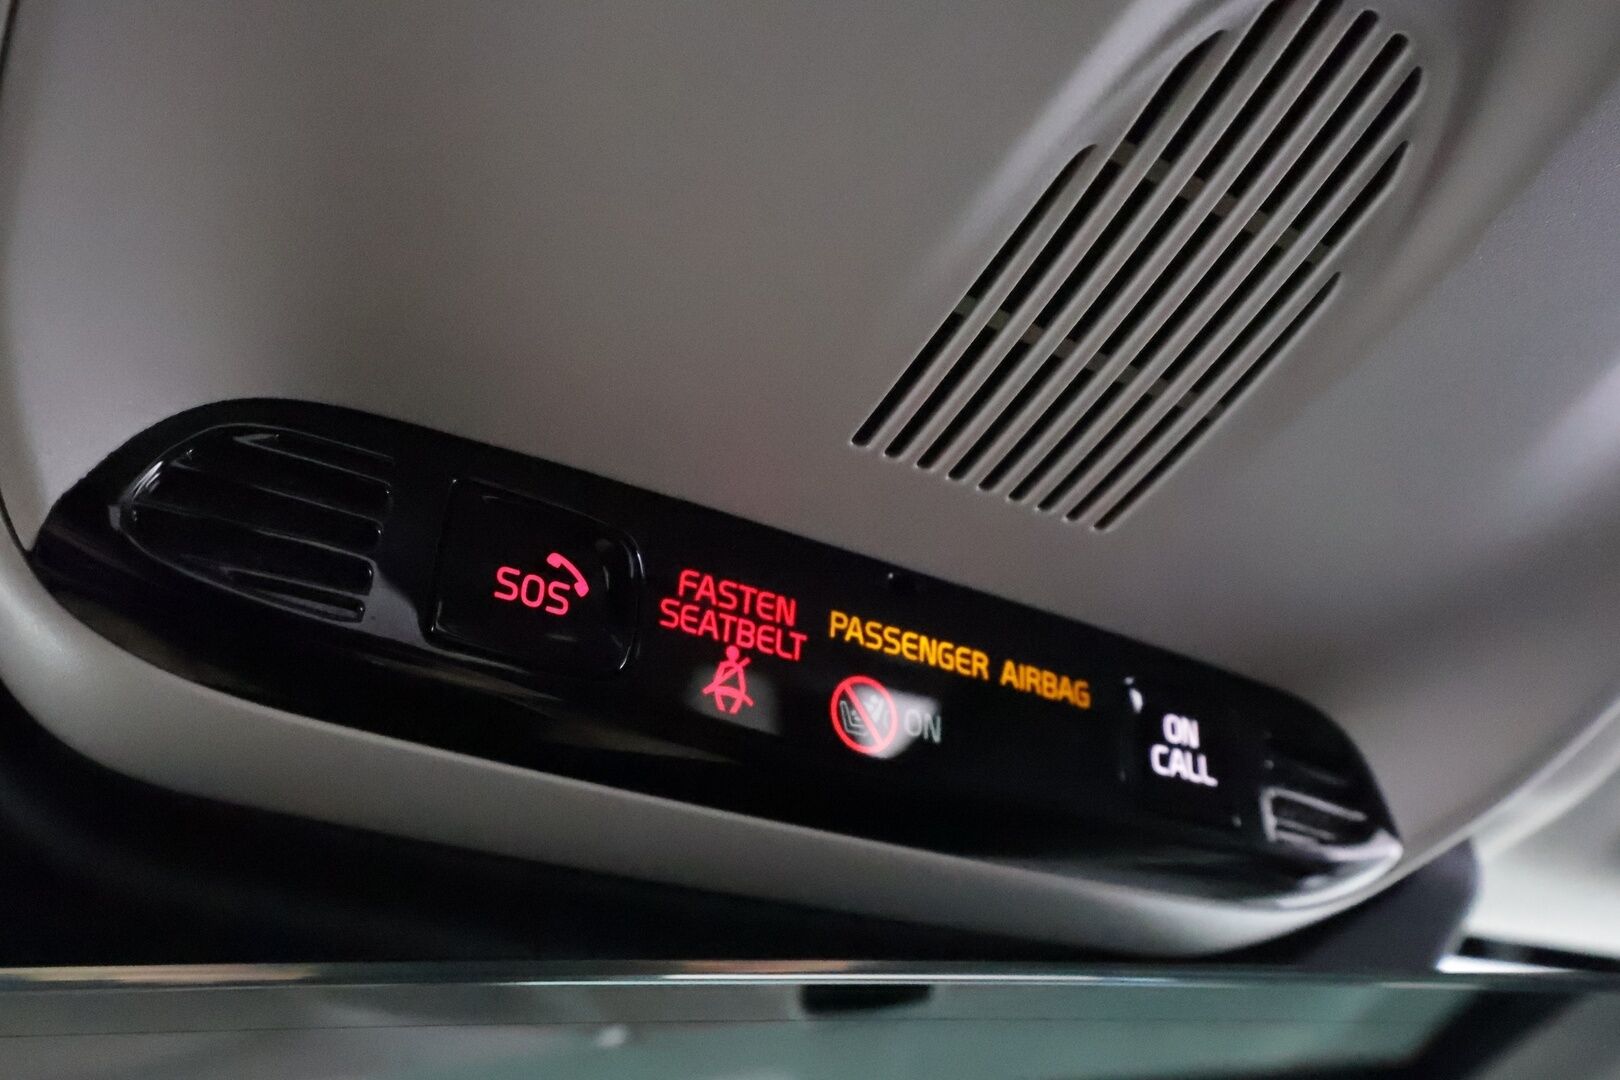 SOS
FASTEN
SEATBELT
PASSENGER AIRBAG
ON
ON
CALL